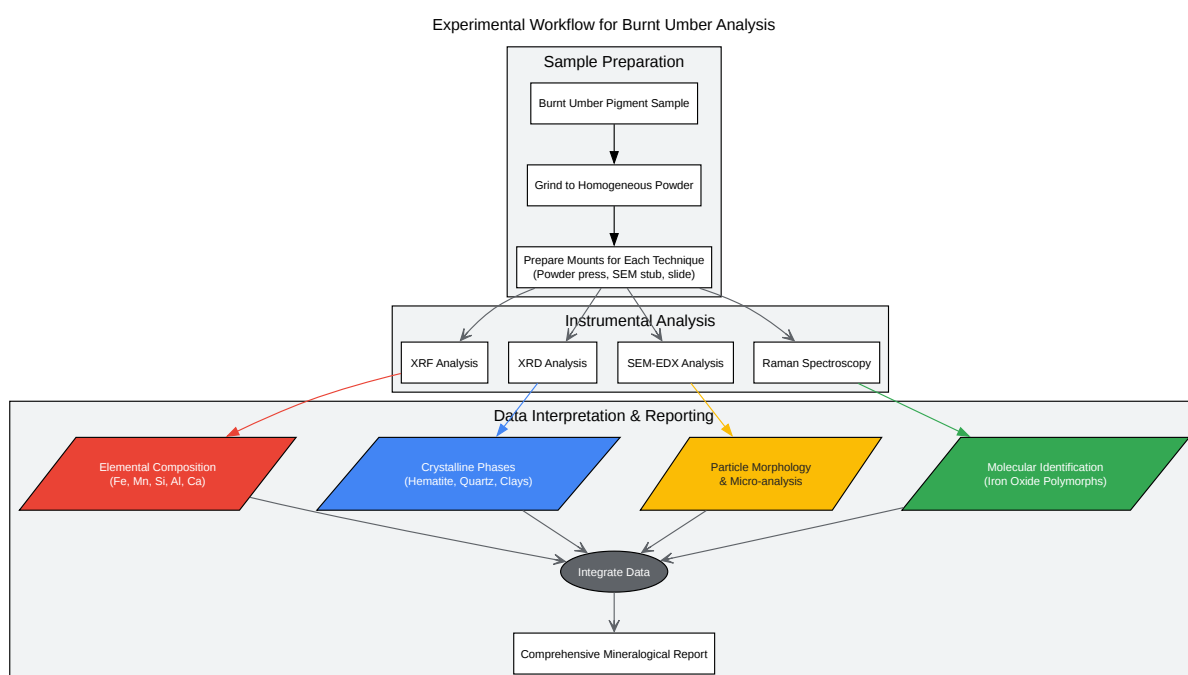 Experimental Workflow for Burnt Umber Analysis
Sample Preparation
Burnt Umber Pigment Sample
Grind to Homogeneous Powder
Prepare Mounts for Each Technique
(Powder press, SEM stub, slide)
Instrumental Analysis
XRF Analysis
XRD Analysis
SEM-EDX Analysis
Raman Spectroscopy
Data Interpretation & Reporting
Elemental Composition
(Fe, Mn, Si, Al, Ca)
Crystalline Phases
(Hematite, Quartz, Clays)
Particle Morphology
& Micro-analysis
Molecular Identification
(Iron Oxide Polymorphs)
Integrate Data
Comprehensive Mineralogical Report